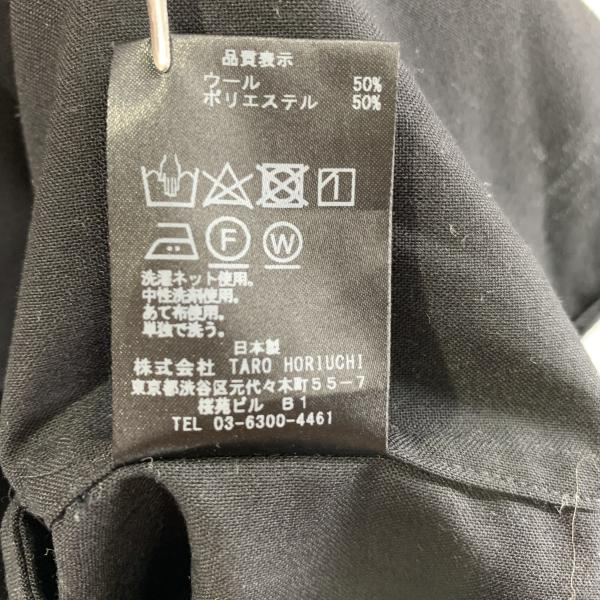 品質表示
ウール 50%
ポリエステル 50%
F W
洗濯ネット使用。
中性洗剤使用。
あて布使用。
単独で洗う。
日本製
株式会社 TARO HORIUCHI
東京都渋谷区元代々木町55-7
桜苑ビル B1
TEL 03-6300-4461